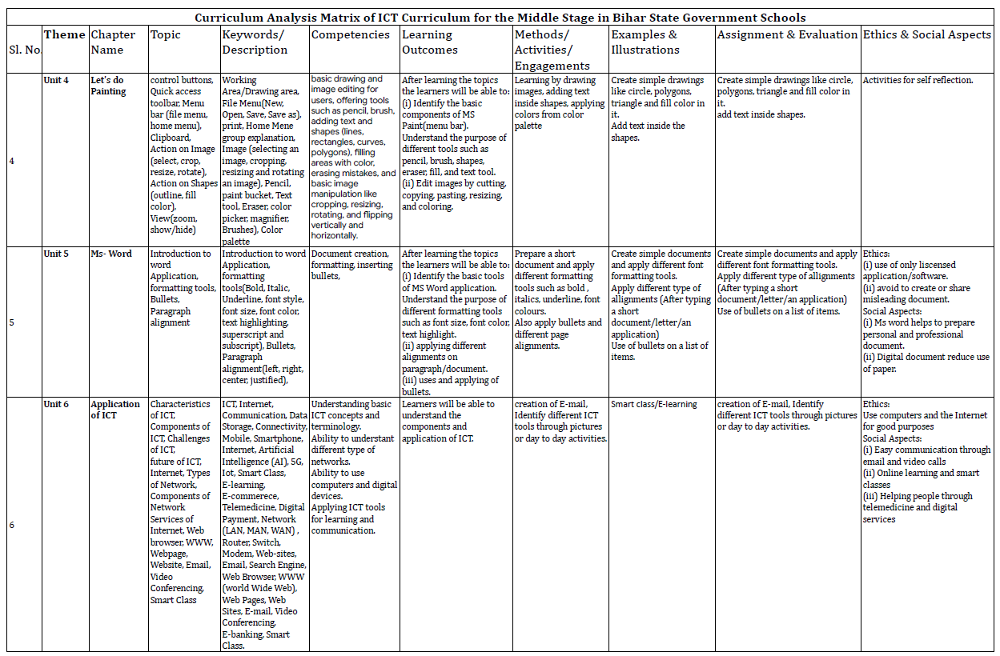 Curriculum Analysis Matrix of ICT Curriculum for the Middle Stage in Bihar State Government Schools
Sl. No.
Theme
Chapter
Name
Topic
Keywords/
Description
Competencies
Learning
Outcomes
Methods/
Activities/
Engagements
Examples &
Illustrations
Assignment & Evaluation
Ethics & Social Aspects
4
Unit 4
Let's do
Painting
control buttons,
Quick access
toolbar, Menu
bar (file menu,
home menu),
Clipboard,
Action on Image
(select, crop,
resize, rotate),
Action on Shapes
(outline, fill
color),
View(zoom,
show/hide)
Working
Area/Drawing area,
File Menu(New,
Open, Save, Save as),
print, Home Mene
group explanation,
Image (selecting an
image, cropping,
resizing and rotating
an image), Pencil,
paint bucket, Text
tool, Eraser, color
picker, magnifier,
Brushes), Color
palette
basic drawing and
image editing for
users, offering tools
such as pencil, brush,
adding text and
shapes (lines,
rectangles, curves,
polygons), filling
areas with color,
erasing mistakes, and
basic image
manipulation like
cropping, resizing,
rotating, and flipping
vertically and
horizontally.
After learning the topics
the learners will be able to:
(i) Identify the basic
components of MS
Paint(menu bar).
Understand the purpose of
different tools such as
pencil, brush, shapes,
eraser, fill, and text tool.
(ii) Edit images by cutting,
copying, pasting, resizing,
and coloring.
Learning by drawing
images, adding text
inside shapes, applying
colors from color
palette
Create simple drawings
like circle, polygons,
triangle and fill color in
it.
Add text inside the
shapes.
Create simple drawings like circle,
polygons, triangle and fill color in
it.
add text inside shapes.
Activities for self reflection.
5
Unit 5
Ms- Word
Introduction to
word
Application,
formatting tools,
Bullets,
Paragraph
alignment
Introduction to word
Application,
formatting
tools(Bold, Italic,
Underline, font style,
font size, font color,
text highlighting,
superscript and
subscript), Bullets,
Paragraph
alignment(left, right,
center, justified),
Document creation,
formatting, inserting
bullets,
After learning the topics
the learners will be able to:
(i) Identify the basic tools
of MS Word application.
Understand the purpose of
different formatting tools
such as font size, font color,
text highlight.
(ii) applying different
alignments on
paragraph/document.
(iii) uses and applying of
bullets.
Prepare a short
document and apply
different formatting
tools such as bold ,
italics, underline, font
colours.
Also apply bullets and
different page
alignments.
Create simple documents
and apply different font
formatting tools.
Apply different type of
allignments (After typing
a short
document/letter/an
application)
Use of bullets on a list of
items.
Create simple documents and apply
different font formatting tools.
Apply different type of allignments
(After typing a short
document/letter/an application)
Use of bullets on a list of items.
Ethics:
(i) use of only liscensed
application/software.
(ii) avoid to create or share
misleading document.
Social Aspects:
(i) Ms word helps to prepare
personal and professional
document.
(ii) Digital document reduce use
of paper.
6
Unit 6
Application
of ICT
Characteristics
of ICT,
Components of
ICT, Challenges
of ICT,
future of ICT,
Internet, Types
of Network,
Components of
Network
Services of
Internet, Web
browser, WWW,
Webpage,
Website, Email,
Video
Conferencing,
Smart Class
ICT, Internet,
Communication, Data
Storage, Connectivity,
Mobile, Smartphone,
Internet, Artificial
Intelligence (AI), 5G,
Iot, Smart Class,
E-learning,
E-commerece,
Telemedicine, Digital
Payment, Network
(LAN, MAN, WAN) ,
Router, Switch,
Modem, Web-sites,
Email, Search Engine,
Web Browser, WWW
(world Wide Web),
Web Pages, Web
Sites, E-mail, Video
Conferencing,
E-banking, Smart
Class.
Understanding basic
ICT concepts and
terminology.
Ability to understant
different type of
networks.
Ability to use
computers and digital
devices.
Applying ICT tools
for learning and
communication.
Learners will be able to
understand the
components and
application of ICT.
creation of E-mail,
Identify different ICT
tools through pictures
or day to day activities.
Smart class/E-learning
creation of E-mail, Identify
different ICT tools through pictures
or day to day activities.
Ethics:
Use computers and the Internet
for good purposes
Social Aspects:
(i) Easy communication through
email and video calls
(ii) Online learning and smart
classes
(iii) Helping people through
telemedicine and digital
services